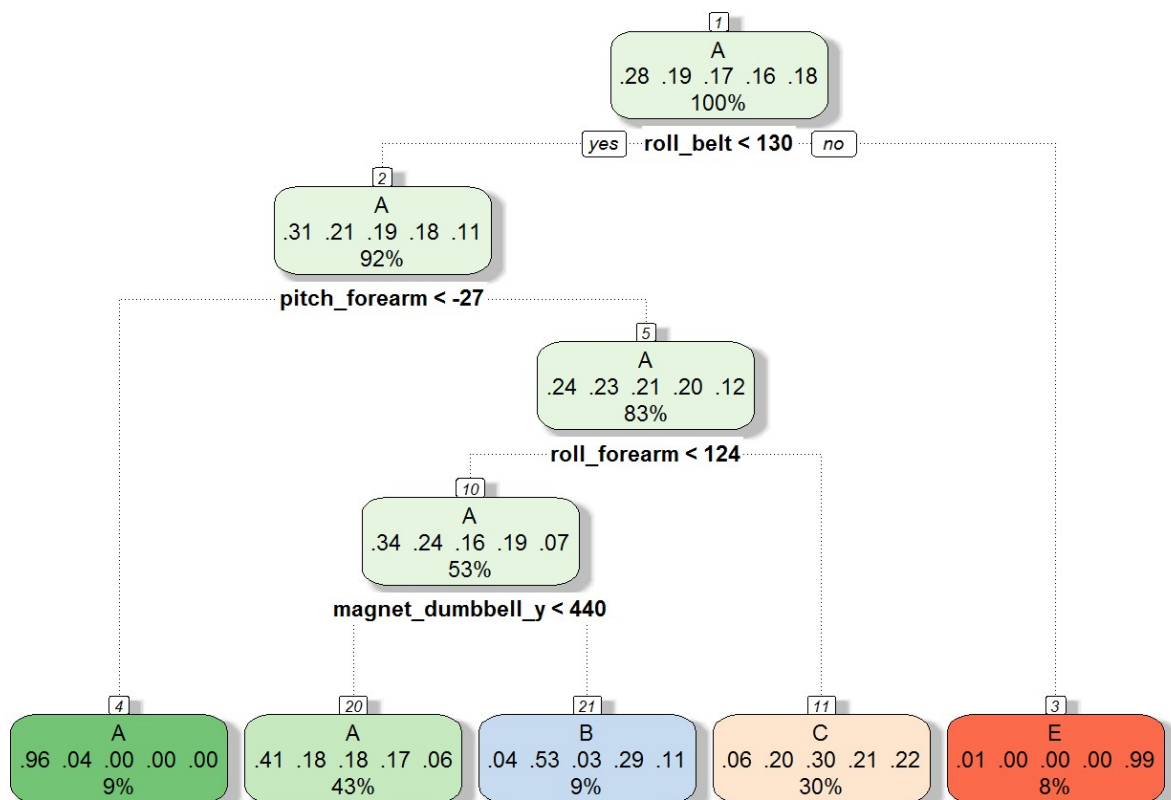 1
A
.28 .19 .17 .16 .18
100%
yes roll_belt < 130 no
2
A
.31 .21 .19 .18 .11
92%
pitch_forearm < -27
5
A
.24 .23 .21 .20 .12
83%
roll_forearm < 124
10
A
.34 .24 .16 .19 .07
53%
magnet_dumbbell_y < 440
4
A
.96 .04 .00 .00 .00
9%
20
A
.41 .18 .18 .17 .06
43%
21
B
.04 .53 .03 .29 .11
9%
11
C
.06 .20 .30 .21 .22
30%
3
E
.01 .00 .00 .00 .99
8%